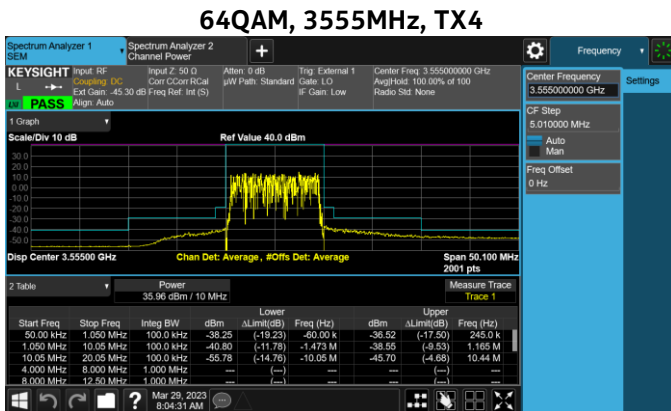 64QAM, 3555MHz, TX4
Spectrum Analyzer 1
SEM
Spectrum Analyzer 2
Channel Power
Frequency
KEYSIGHT
L
LXI PASS
Input: RF
Coupling: DC
Ext Gain: -45.30 dB
Align: Auto
Input Z: 50 Ω
Corr CCorr RCal
Freq Ref: Int (S)
Atten: 0 dB
µW Path: Standard
Trig: External 1
Gate: LO
IF Gain: Low
Center Freq: 3.555000000 GHz
Avg|Hold: 100.00% of 100
Radio Std: None
Center Frequency
3.555000000 GHz
Settings
CF Step
5.010000 MHz
Auto
Man
Freq Offset
0 Hz
1 Graph
Scale/Div 10 dB
Ref Value 40.0 dBm
30.0
20.0
10.0
0.00
-10.0
-20.0
-30.0
-40.0
-50.0
Disp Center 3.55500 GHz
Chan Det: Average, #Offs Det: Average
Span 50.100 MHz
2001 pts
2 Table
Power
35.96 dBm / 10 MHz
Measure Trace
Trace 1
Lower Upper
Start Freq Stop Freq Integ BW dBm ΔLimit(dB) Freq (Hz) dBm ΔLimit(dB) Freq (Hz)
50.00 kHz 1.050 MHz 100.0 kHz -38.25 (-19.23) -60.00 k -36.52 (-17.50) 245.0 k
1.050 MHz 10.05 MHz 100.0 kHz -40.80 (-11.78) -1.473 M -38.55 (-9.53) 1.165 M
10.05 MHz 20.05 MHz 100.0 kHz -55.78 (-14.76) -10.05 M -45.70 (-4.68) 10.44 M
4.000 MHz 8.000 MHz 1.000 MHz --- (---) --- (---)
8.000 MHz 12.50 MHz 1.000 MHz --- (---) --- (---)
Mar 29, 2023
8:04:31 AM